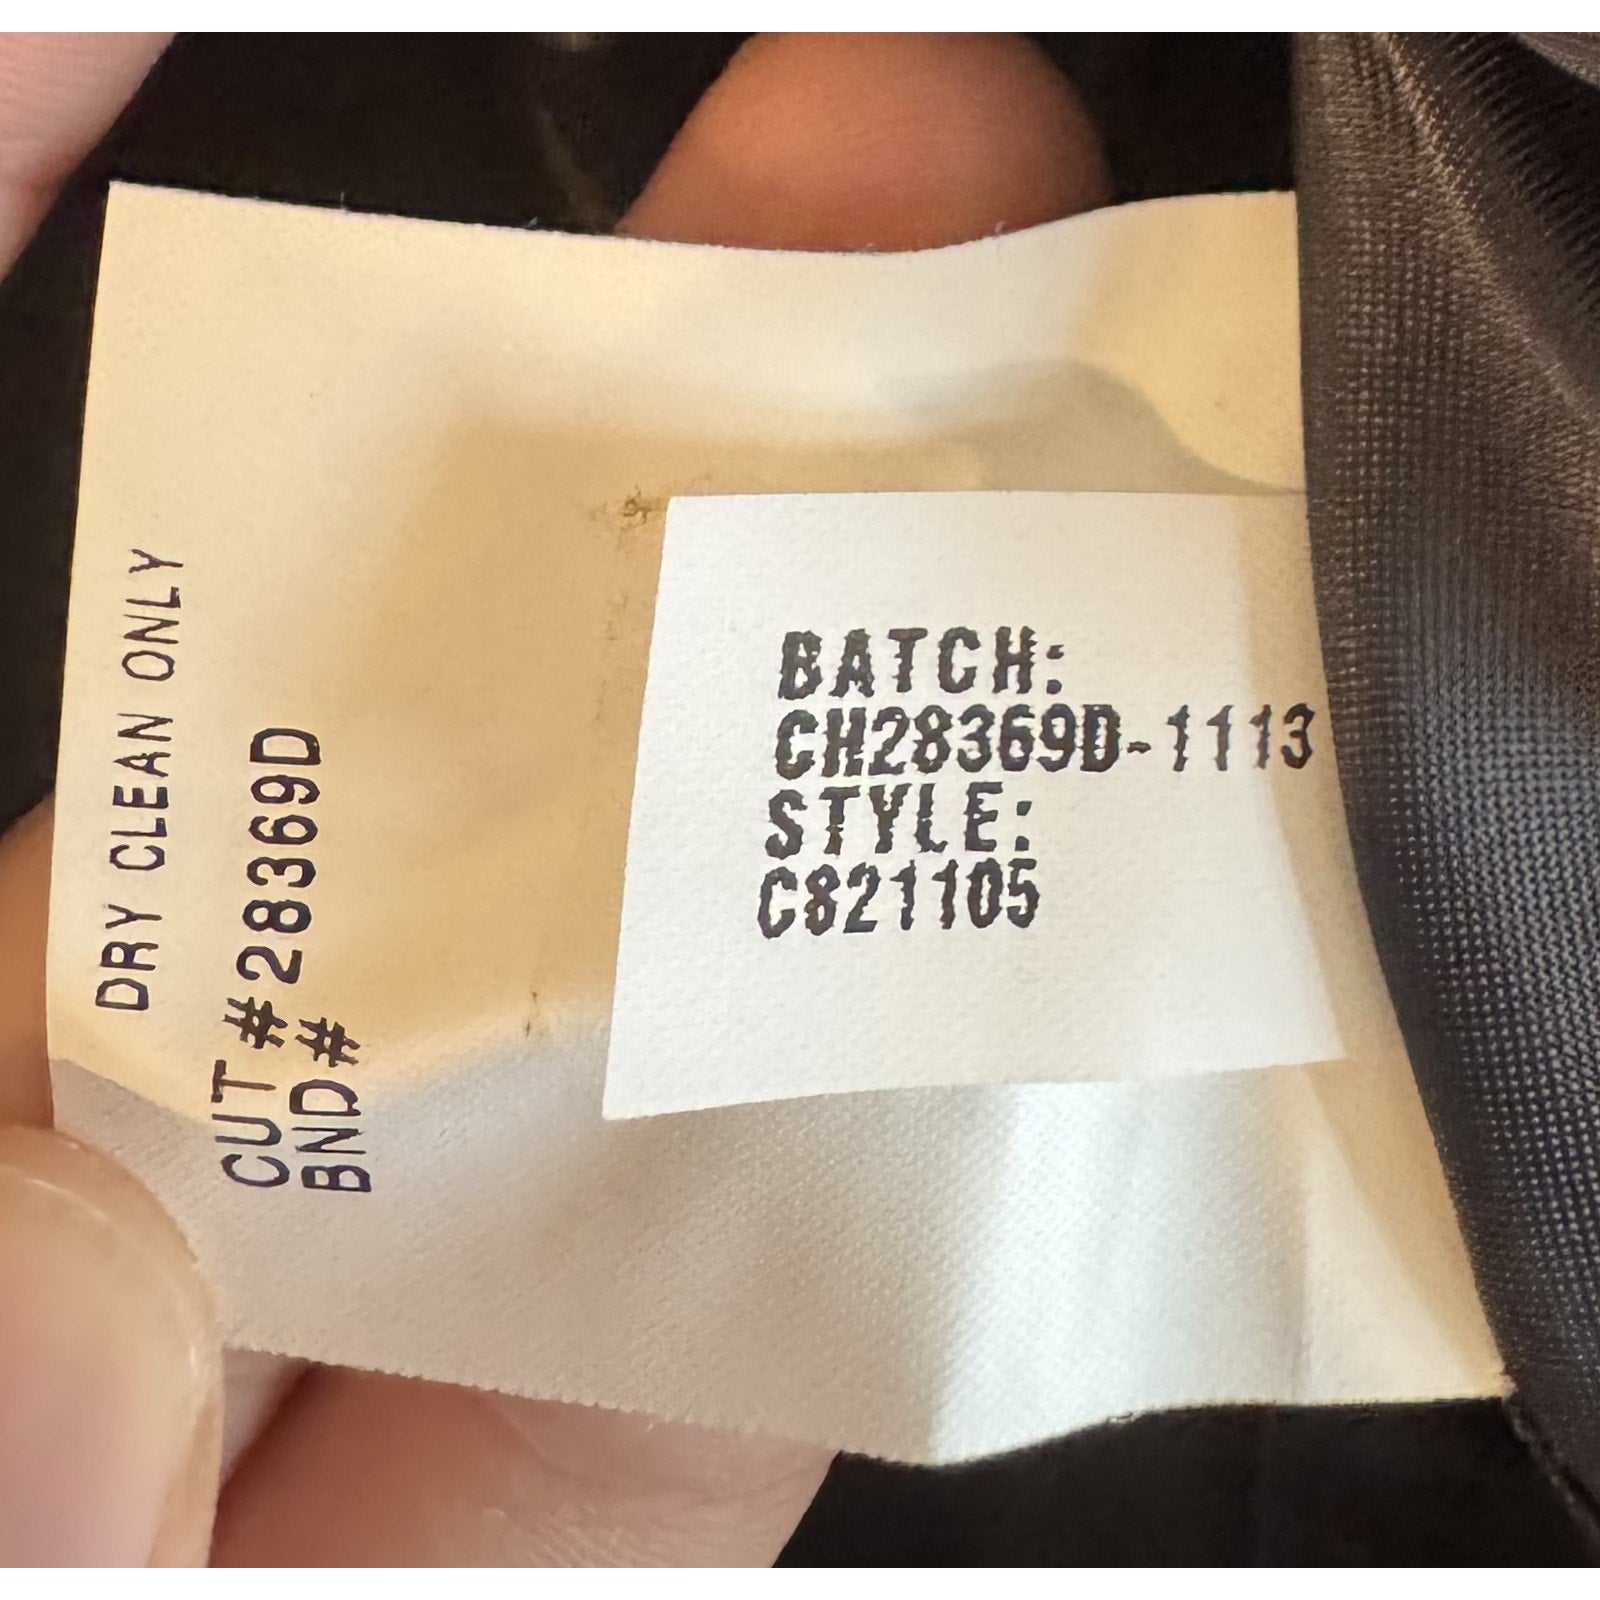 DRY CLEAN ONLY
CUT #28369D
BND#
BATCH:
CH28369D-1113
STYLE:
C821105